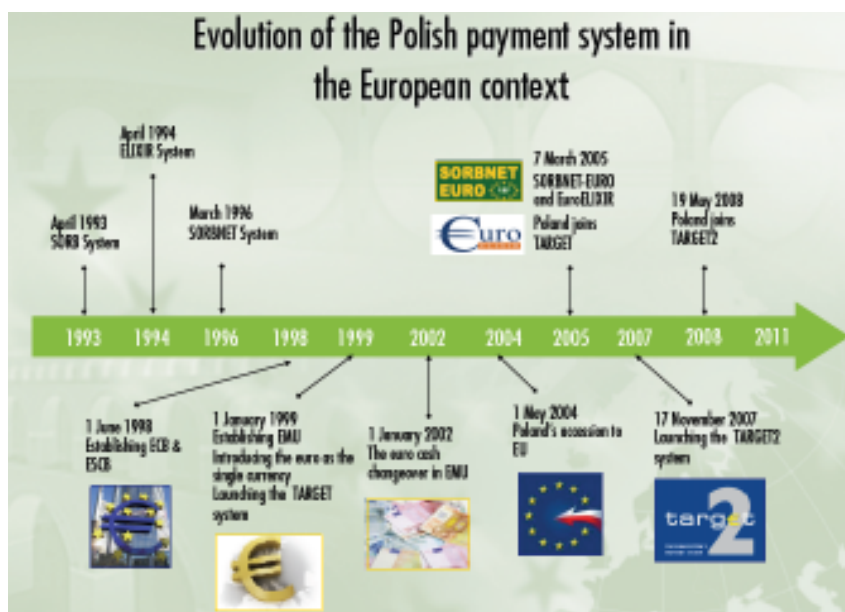 Evolution of the Polish payment system in
the European context
April 1994
ELIXIR System
7 March 2005
SORBNET-EURO
and EuroELIXIR
Poland joins
TARGET
SORBNET
EURO
Euro
19 May 2008
Poland joins
TARGET2
March 1996
SORBNET System
April 1993
SORB System
1993 1994 1996 1998 1999 2002 2004 2005 2007 2008 2011
1 June 1998
Establishing ECB &
ESCB
1 January 1999
Establishing EMU
Introducing the euro as the
single currency
Launching the TARGET
system
1 January 2002
The euro cash
changeover in EMU
1 May 2004
Poland's accession to
EU
17 November 2007
Launching the TARGET2
system
target
2